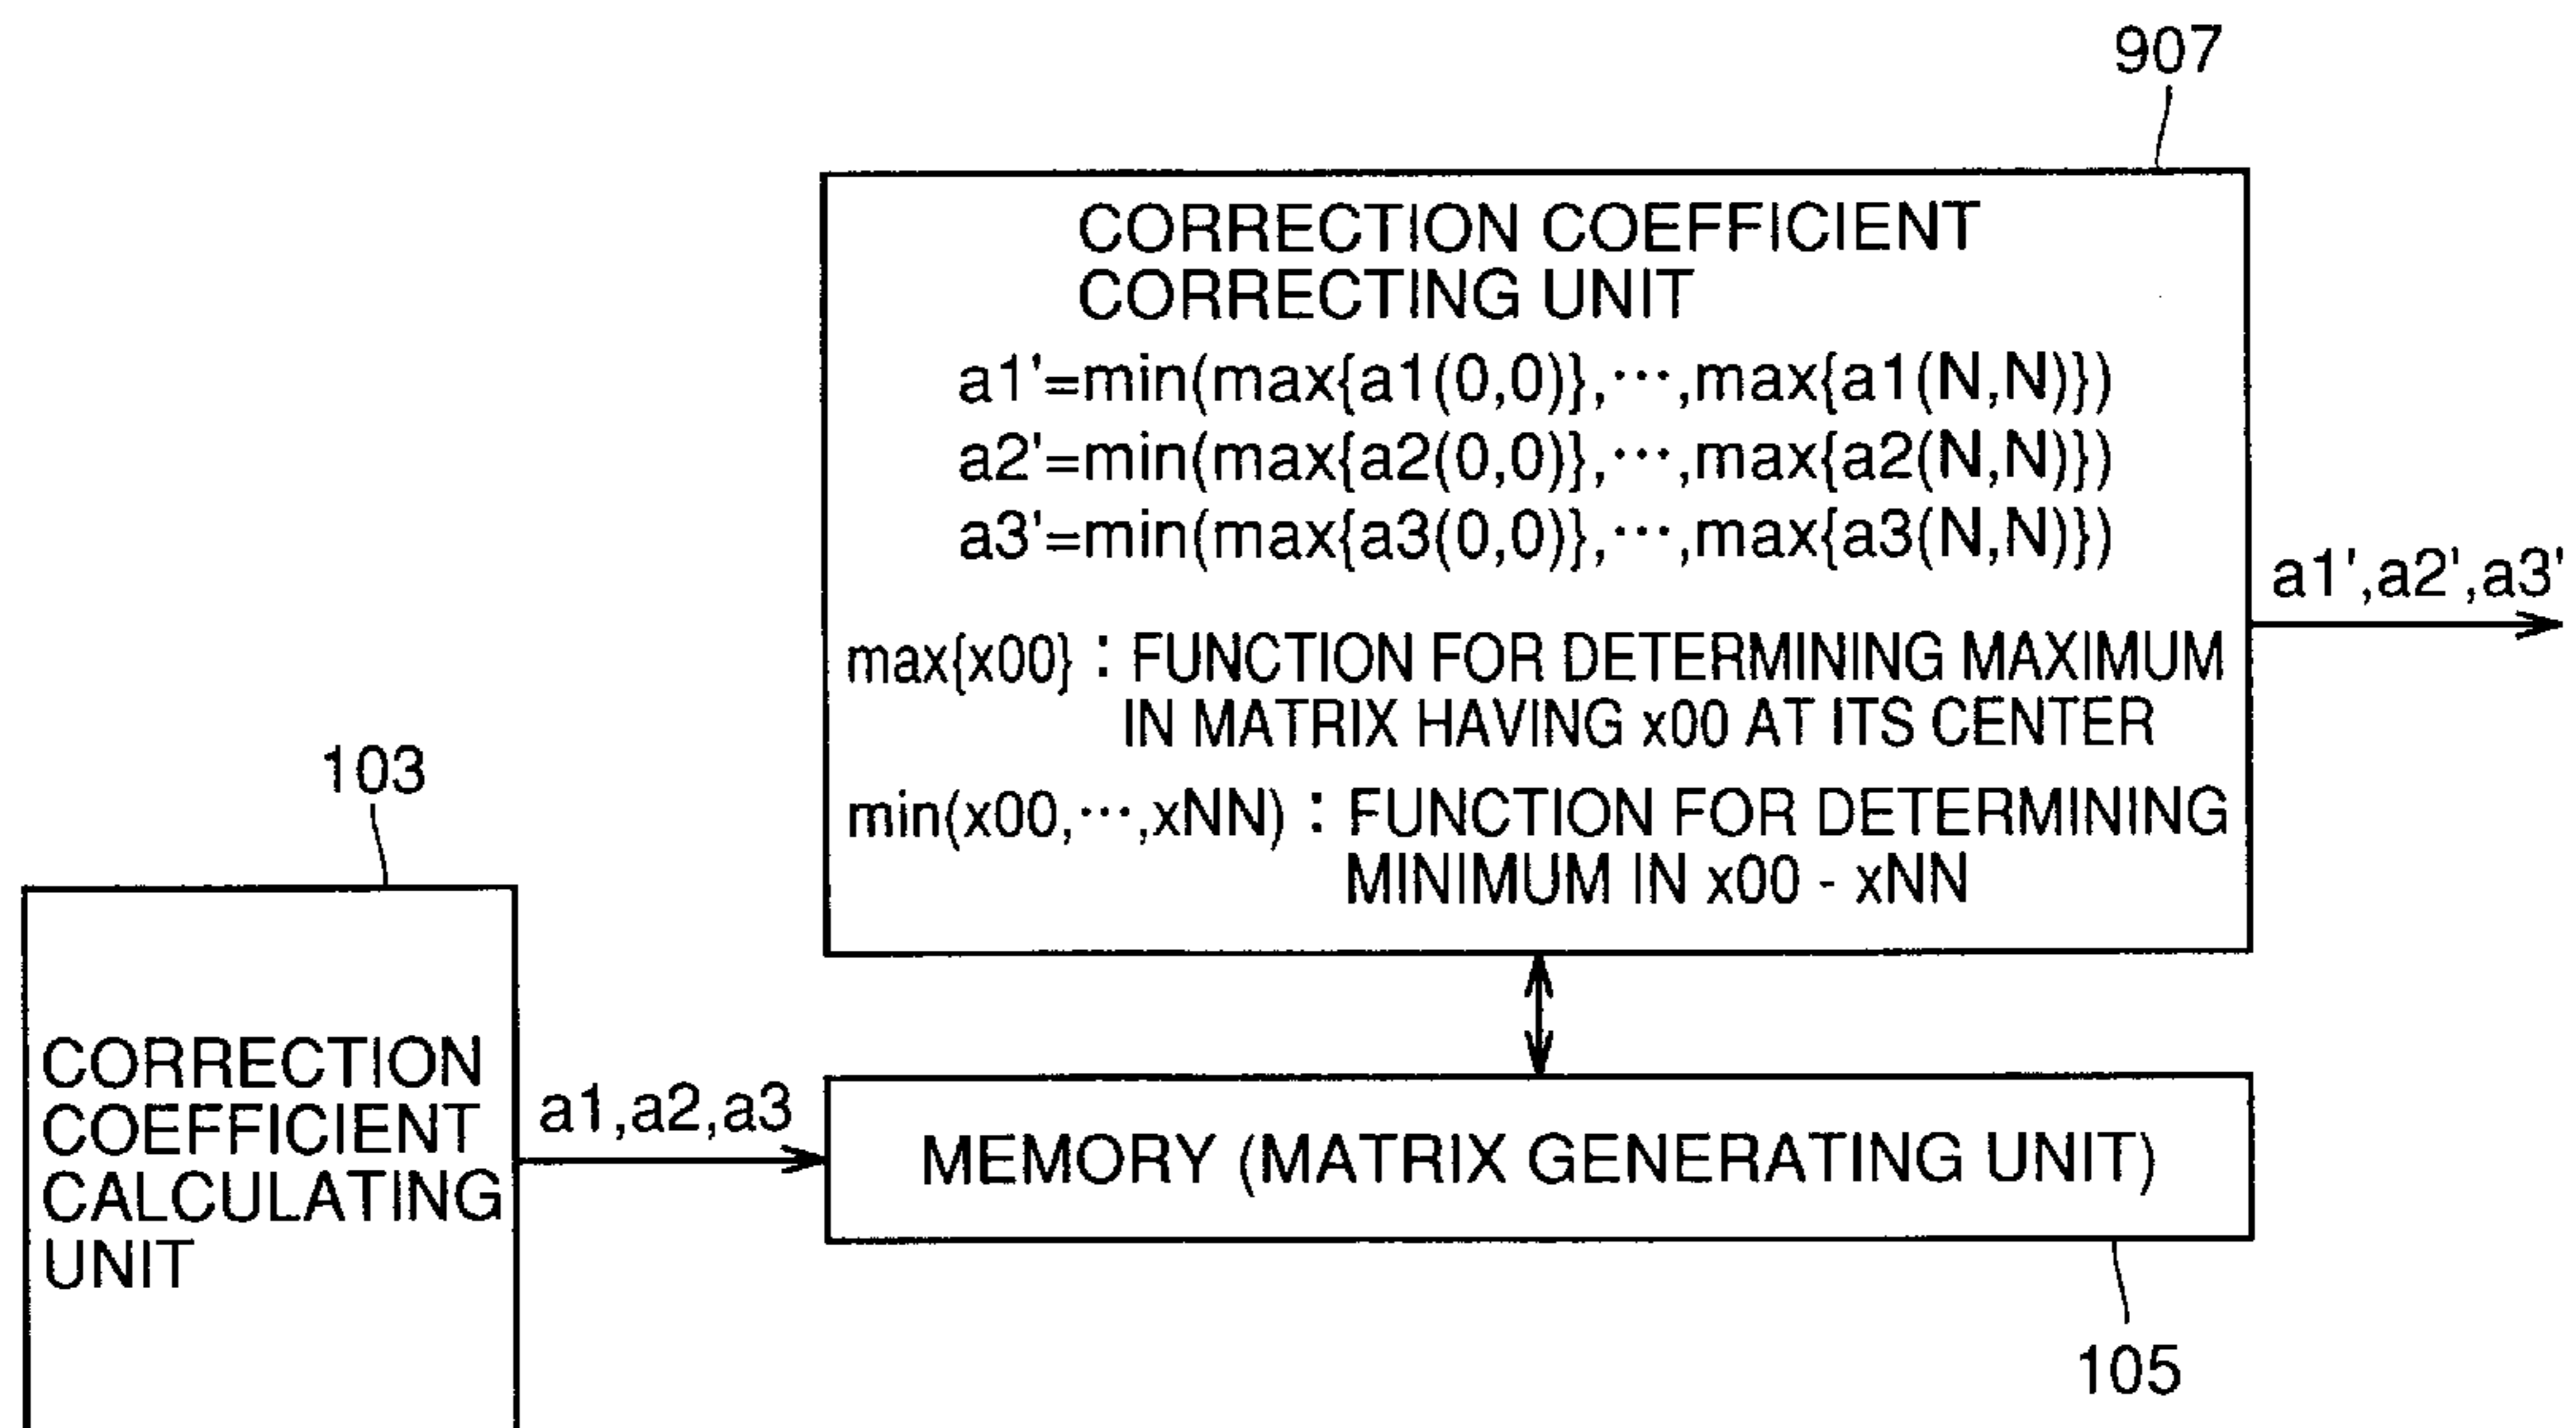 907
CORRECTION COEFFICIENT
CORRECTING UNIT
a1'=min(max{a1(0,0)},⋯,max{a1(N,N)})
a2'=min(max{a2(0,0)},⋯,max{a2(N,N)})
a3'=min(max{a3(0,0)},⋯,max{a3(N,N)})
a1',a2',a3'
max{x00} : FUNCTION FOR DETERMINING MAXIMUM
IN MATRIX HAVING x00 AT ITS CENTER
min(x00,⋯,xNN) : FUNCTION FOR DETERMINING
MINIMUM IN x00 - xNN
103
CORRECTION
COEFFICIENT
CALCULATING
UNIT
a1,a2,a3
MEMORY (MATRIX GENERATING UNIT)
105